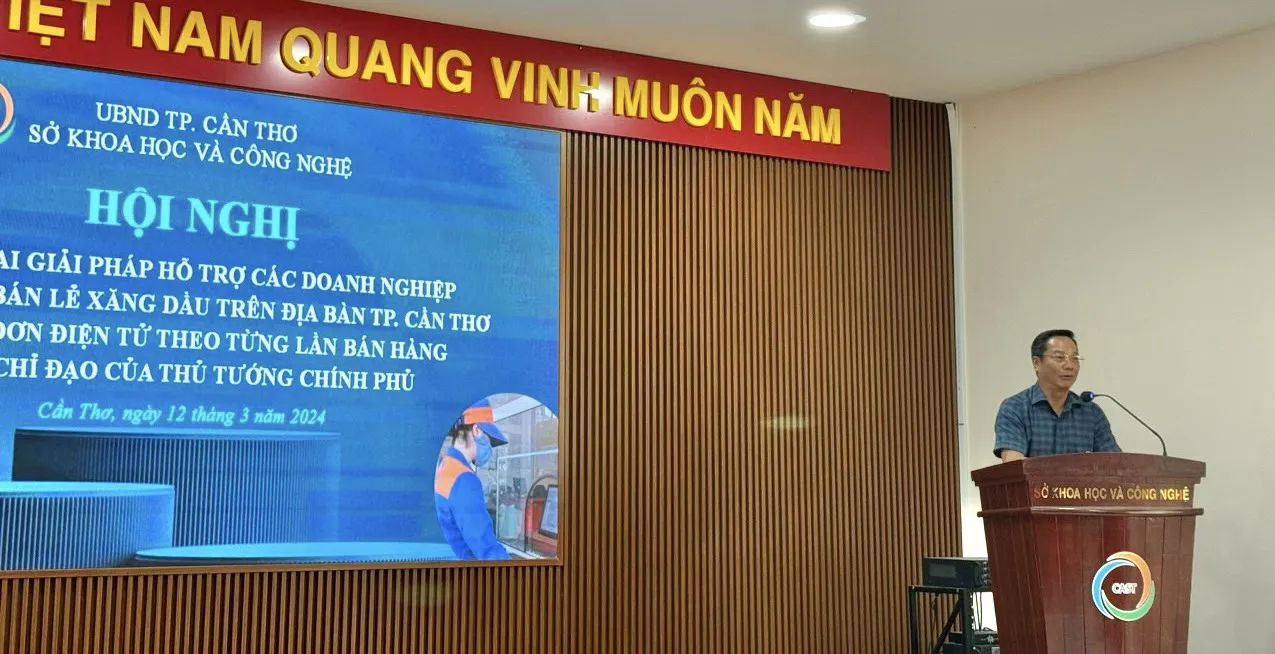 VIỆT NAM QUANG VINH MUÔN NĂM
UBND TP. CẦN THƠ
SỞ KHOA HỌC VÀ CÔNG NGHỆ
HỘI NGHỊ
AI GIẢI PHÁP HỖ TRỢ CÁC DOANH NGHIỆP
BÁN LẺ XĂNG DẦU TRÊN ĐỊA BÀN TP. CẦN THƠ
ĐƠN ĐIỆN TỬ THEO TỪNG LẦN BÁN HÀNG
CHỈ ĐẠO CỦA THỦ TƯỚNG CHÍNH PHỦ
Cần Thơ, ngày 12 tháng 3 năm 2024
SỞ KHOA HỌC VÀ CÔNG NGHỆ
CAST